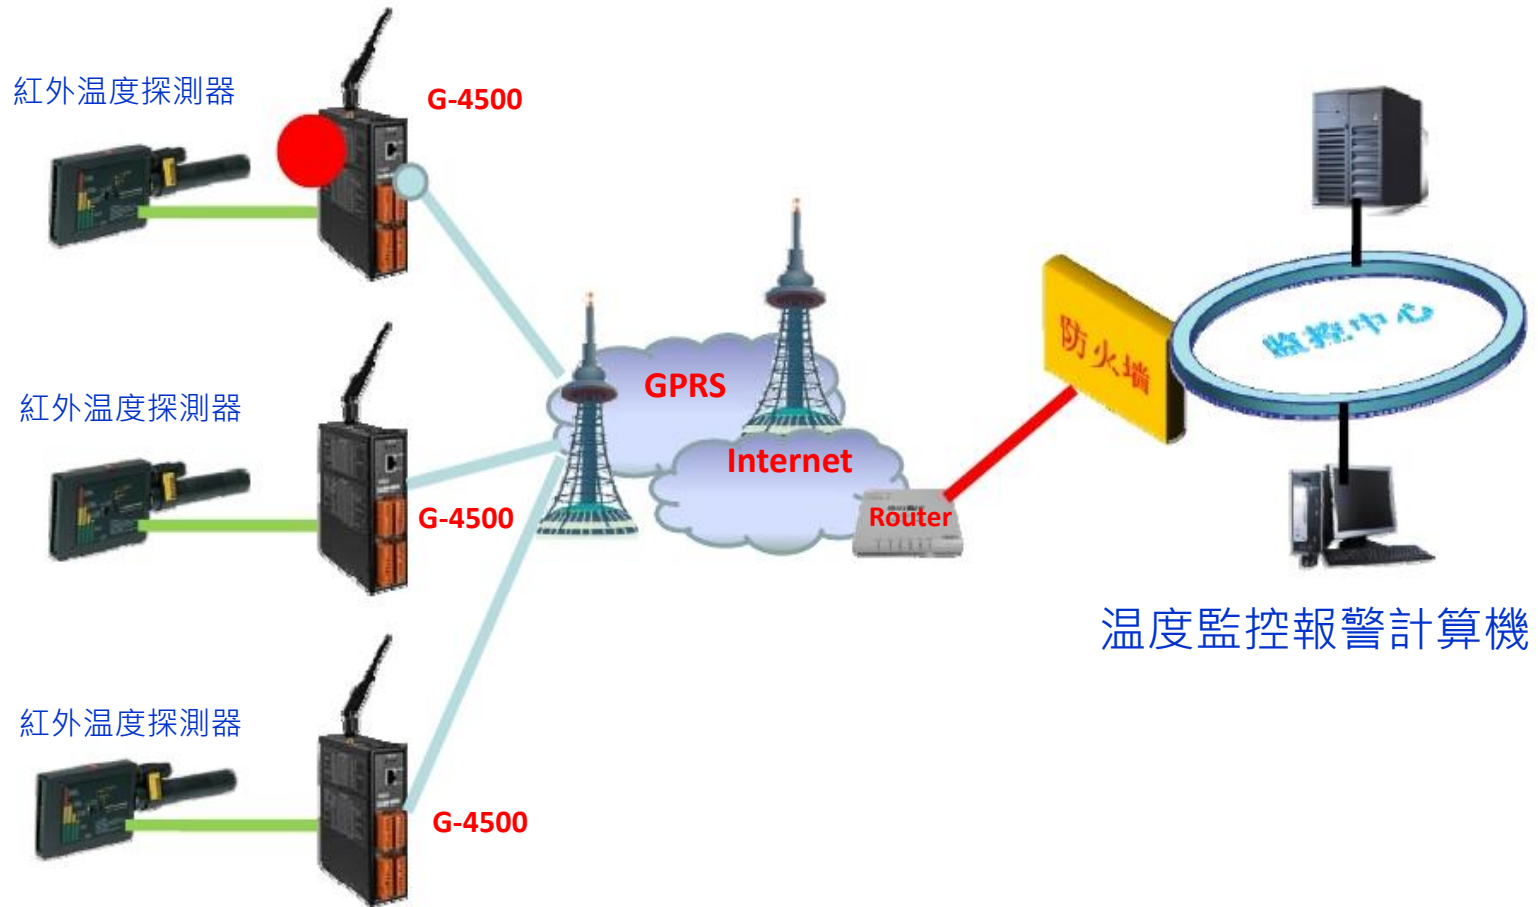 紅外温度探測器
G-4500
紅外温度探測器
G-4500
紅外温度探測器
G-4500
GPRS
Internet
Router
防火墙
監控中心
温度監控報警計算機